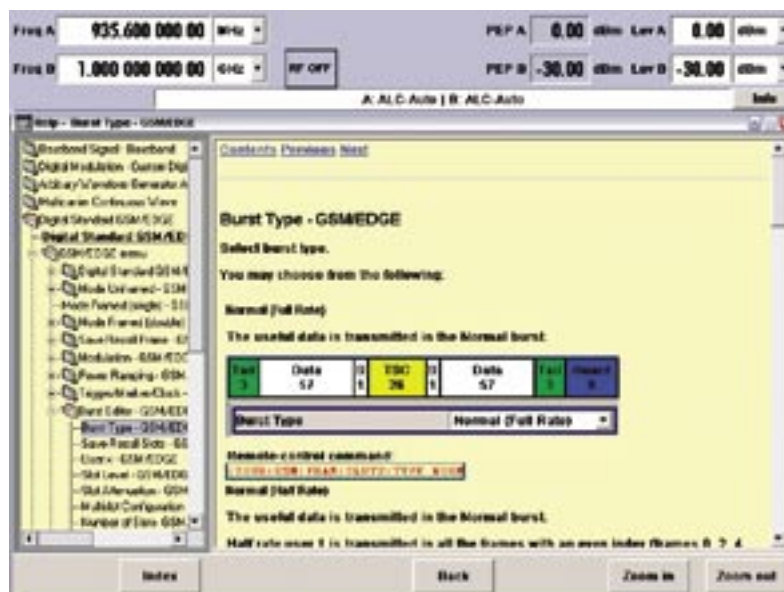 Freq A 935.600 000 00 MHz PEP A 0.00 dBm Lev A 0.00 dBm
Freq B 1.000 000 000 00 GHz RF OFF PEP B -30.00 dBm Lev B -30.00 dBm
A: ALC-Auto | B: ALC-Auto Info
Help - Burst Type - GSM/EDGE
Baseband Signal - Baseband
Digital Modulation - Custom Digi
Arbitrary Waveform Generator A
Multicarrier Continuous Wave
Digital Standard GSM/EDGE
Digital Standard GSM/ED
GSM/EDGE menu
Digital Standard GSM/E
Mode Unframed - GSM
Mode Framed (single) - GS
Mode Framed (double)
Save Recall Frame - GS
Modulation - GSM/EDG
Power Ramping - GSM
Trigger/Marker/Clock -
Burst Editor - GSM/EDG
Burst Type - GSM/EDG
Save Recall Slots - GS
Users - GSM/EDGE
Slot Level - GSM/EDG
Slot Attenuation - GSM
Multislot Configuration
Number of Slots GSM
Contents Previous Next
Burst Type - GSM/EDGE
Select burst type.
You may choose from the following:
Normal (Full Rate)
The useful data is transmitted in the Normal burst.
Tail Data S TSC S Data Tail Guard
3 57 1 26 1 57 3 8
Burst Type Normal (Full Rate)
Remote-control command:
Normal (Half Rate)
The useful data is transmitted in the Normal burst.
Half rate user 1 is transmitted in all the frames with an even index (frames 0, 2, 4,
Index Back Zoom in Zoom out